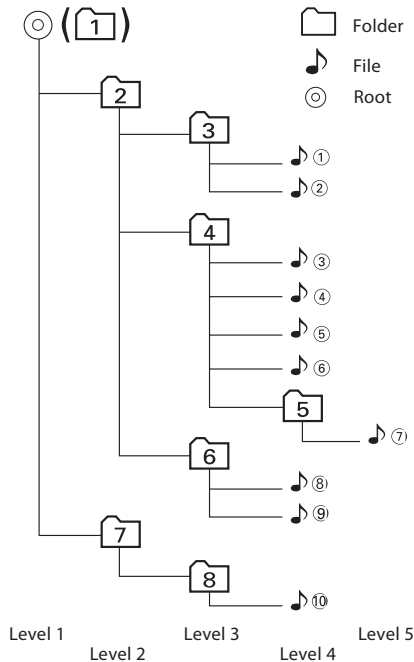 (1)
Folder
File
Root
2
3
①
②
4
③
④
⑤
⑥
5
⑦
6
⑧
⑨
7
8
⑩
Level 1
Level 2
Level 3
Level 4
Level 5